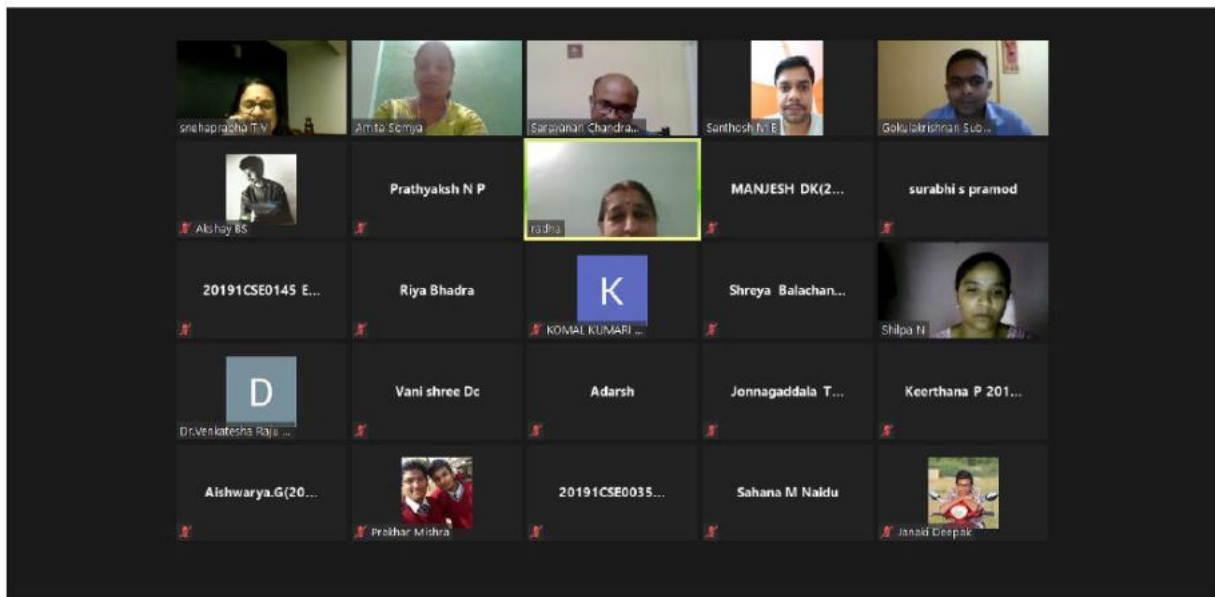 snehaprabha T V
Amita Somya
Saravanan Chandra...
Santhosh M E
Gokulakrishnan Sub...
Akshay BS
Prathyaksh N P
radha
MANJESH DK(2...
surabhi s pramod
20191CSE0145 E...
Riya Bhadra
K
KOMAL KUMARI ...
Shreya Balachan...
Shilpa N
D
Dr.Venkatesha Raju ...
Vani shree Dc
Adarsh
Jonnagaddala T...
Keerthana P 201...
Aishwarya.G(20...
Prakhar Mishra
20191CSE0035...
Sahana M Naidu
Janaki Deepak